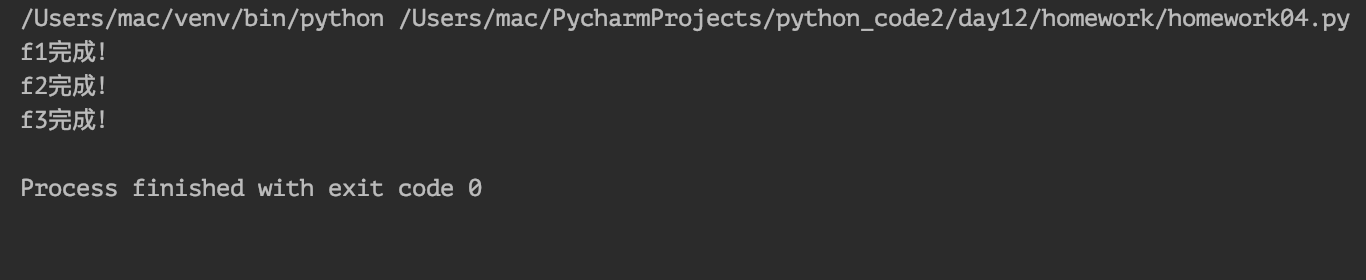 /Users/mac/venv/bin/python /Users/mac/PycharmProjects/python_code2/day12/homework/homework04.py
f1完成!
f2完成!
f3完成!
Process finished with exit code 0